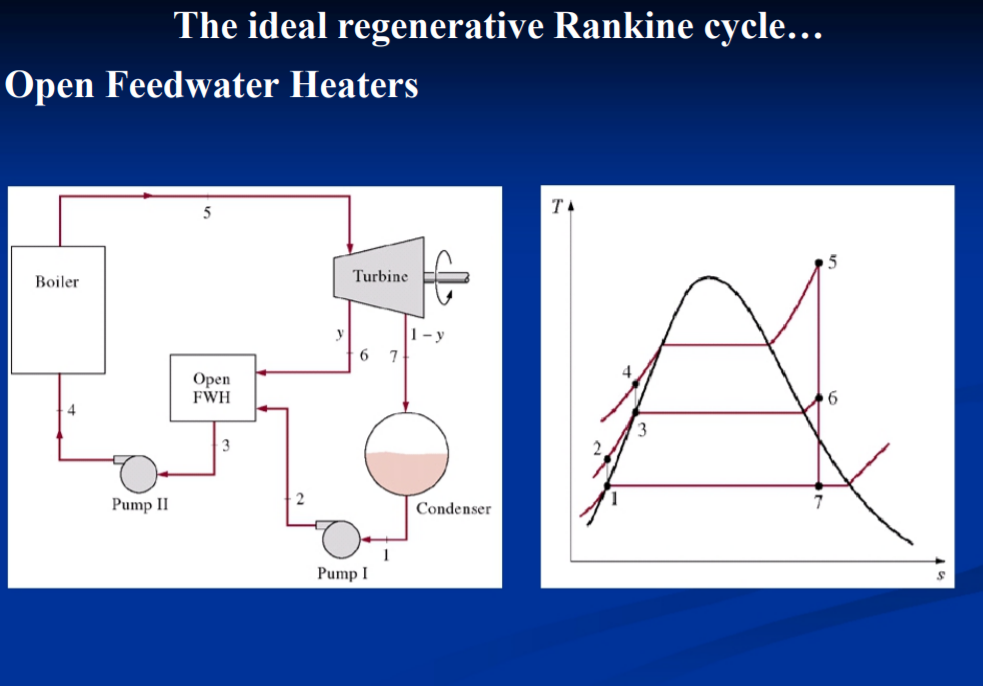 The ideal regenerative Rankine cycle…
Open Feedwater Heaters
5
Boiler
Turbine
y
1 – y
6
7
Open
FWH
4
3
2
Pump II
Condenser
1
Pump I
T
5
4
6
3
2
1
7
s